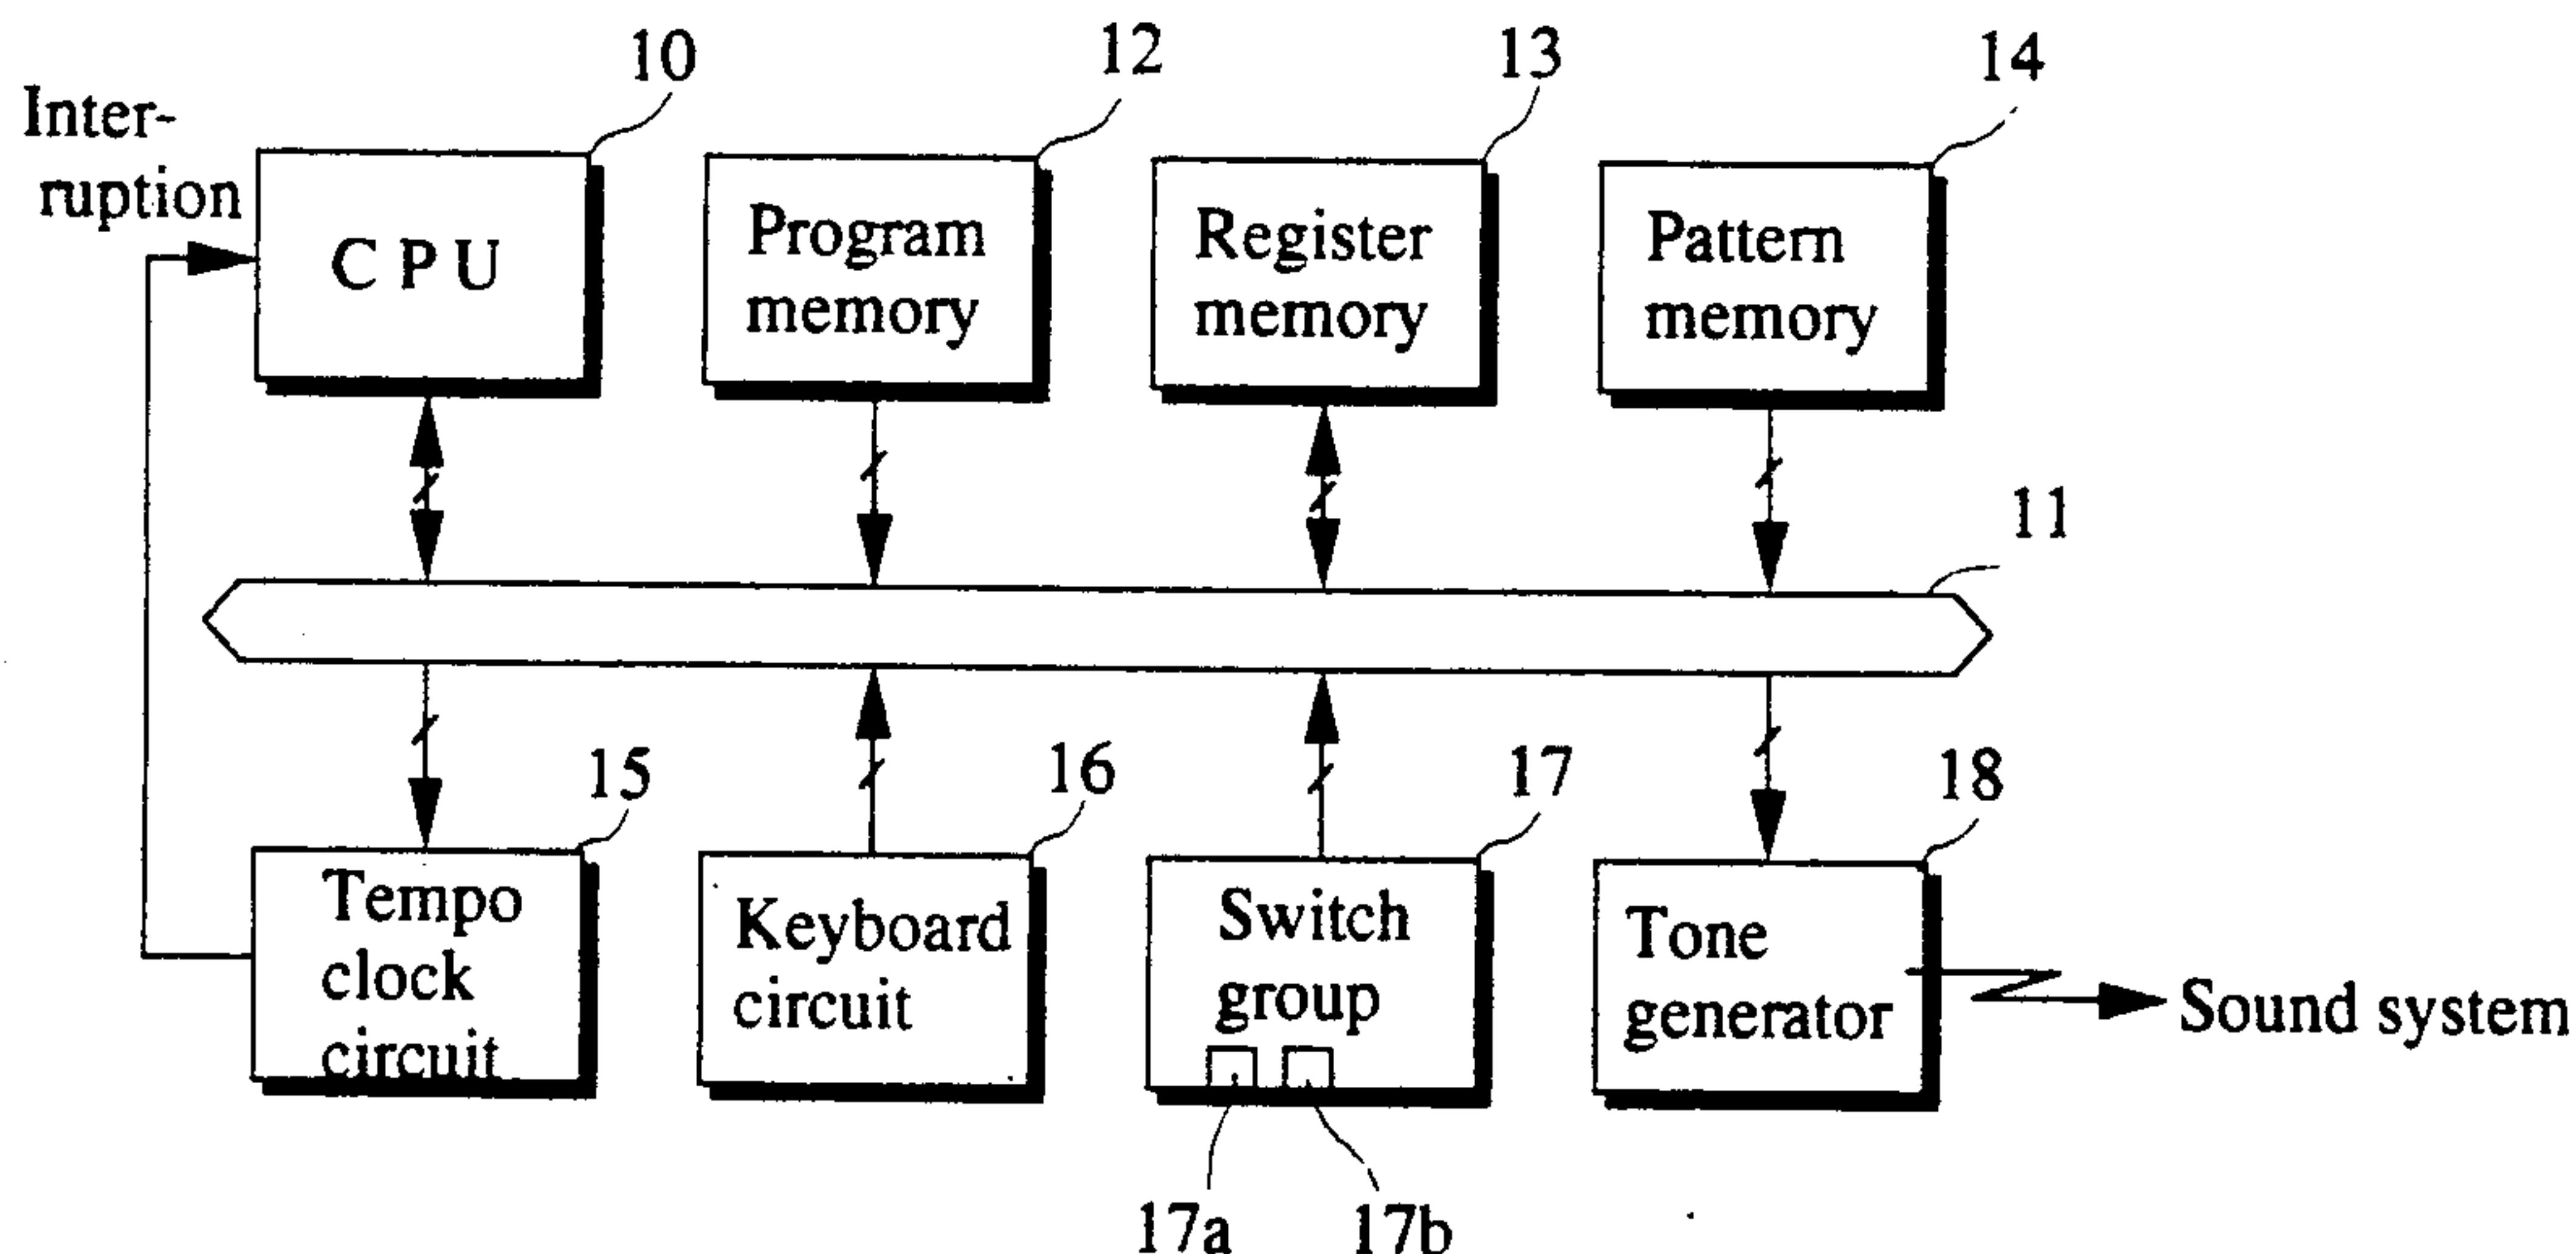 10
12
13
14
Inter-
ruption
C P U
Program
memory
Register
memory
Pattern
memory
11
15
16
17
18
Tempo
clock
circuit
Keyboard
circuit
Switch
group
Tone
generator
Sound system
17a
17b